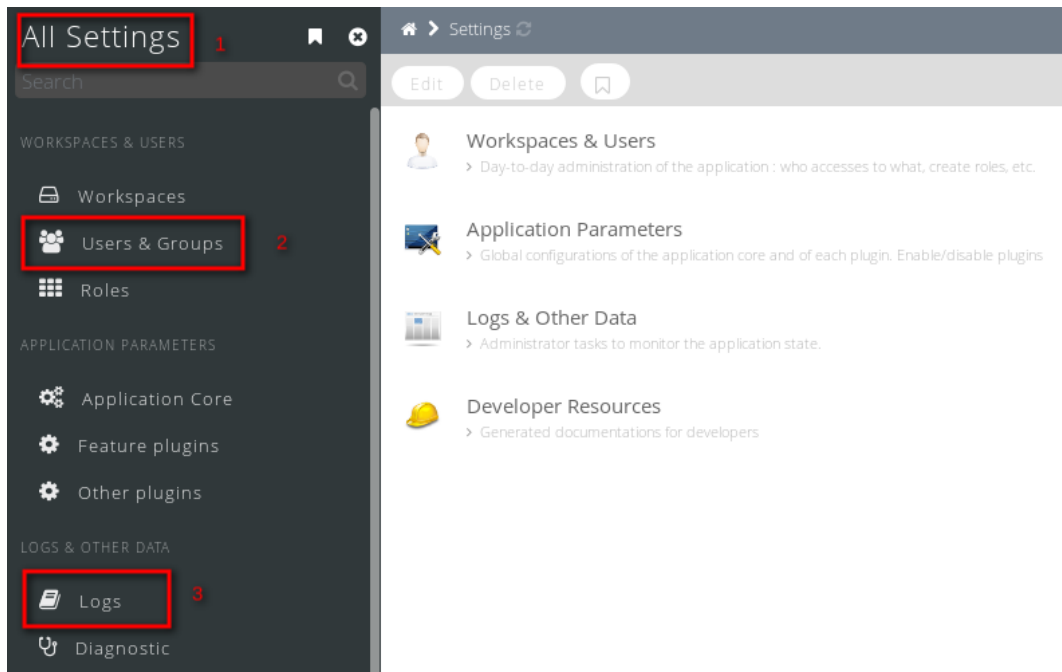 All Settings
1
Search
WORKSPACES & USERS
Workspaces
Users & Groups
2
Roles
APPLICATION PARAMETERS
Application Core
Feature plugins
Other plugins
LOGS & OTHER DATA
Logs
3
Diagnostic
Settings
Edit
Delete
Workspaces & Users
Day-to-day administration of the application : who accesses to what, create roles, etc.
Application Parameters
Global configurations of the application core and of each plugin. Enable/disable plugins
Logs & Other Data
Administrator tasks to monitor the application state.
Developer Resources
Generated documentations for developers